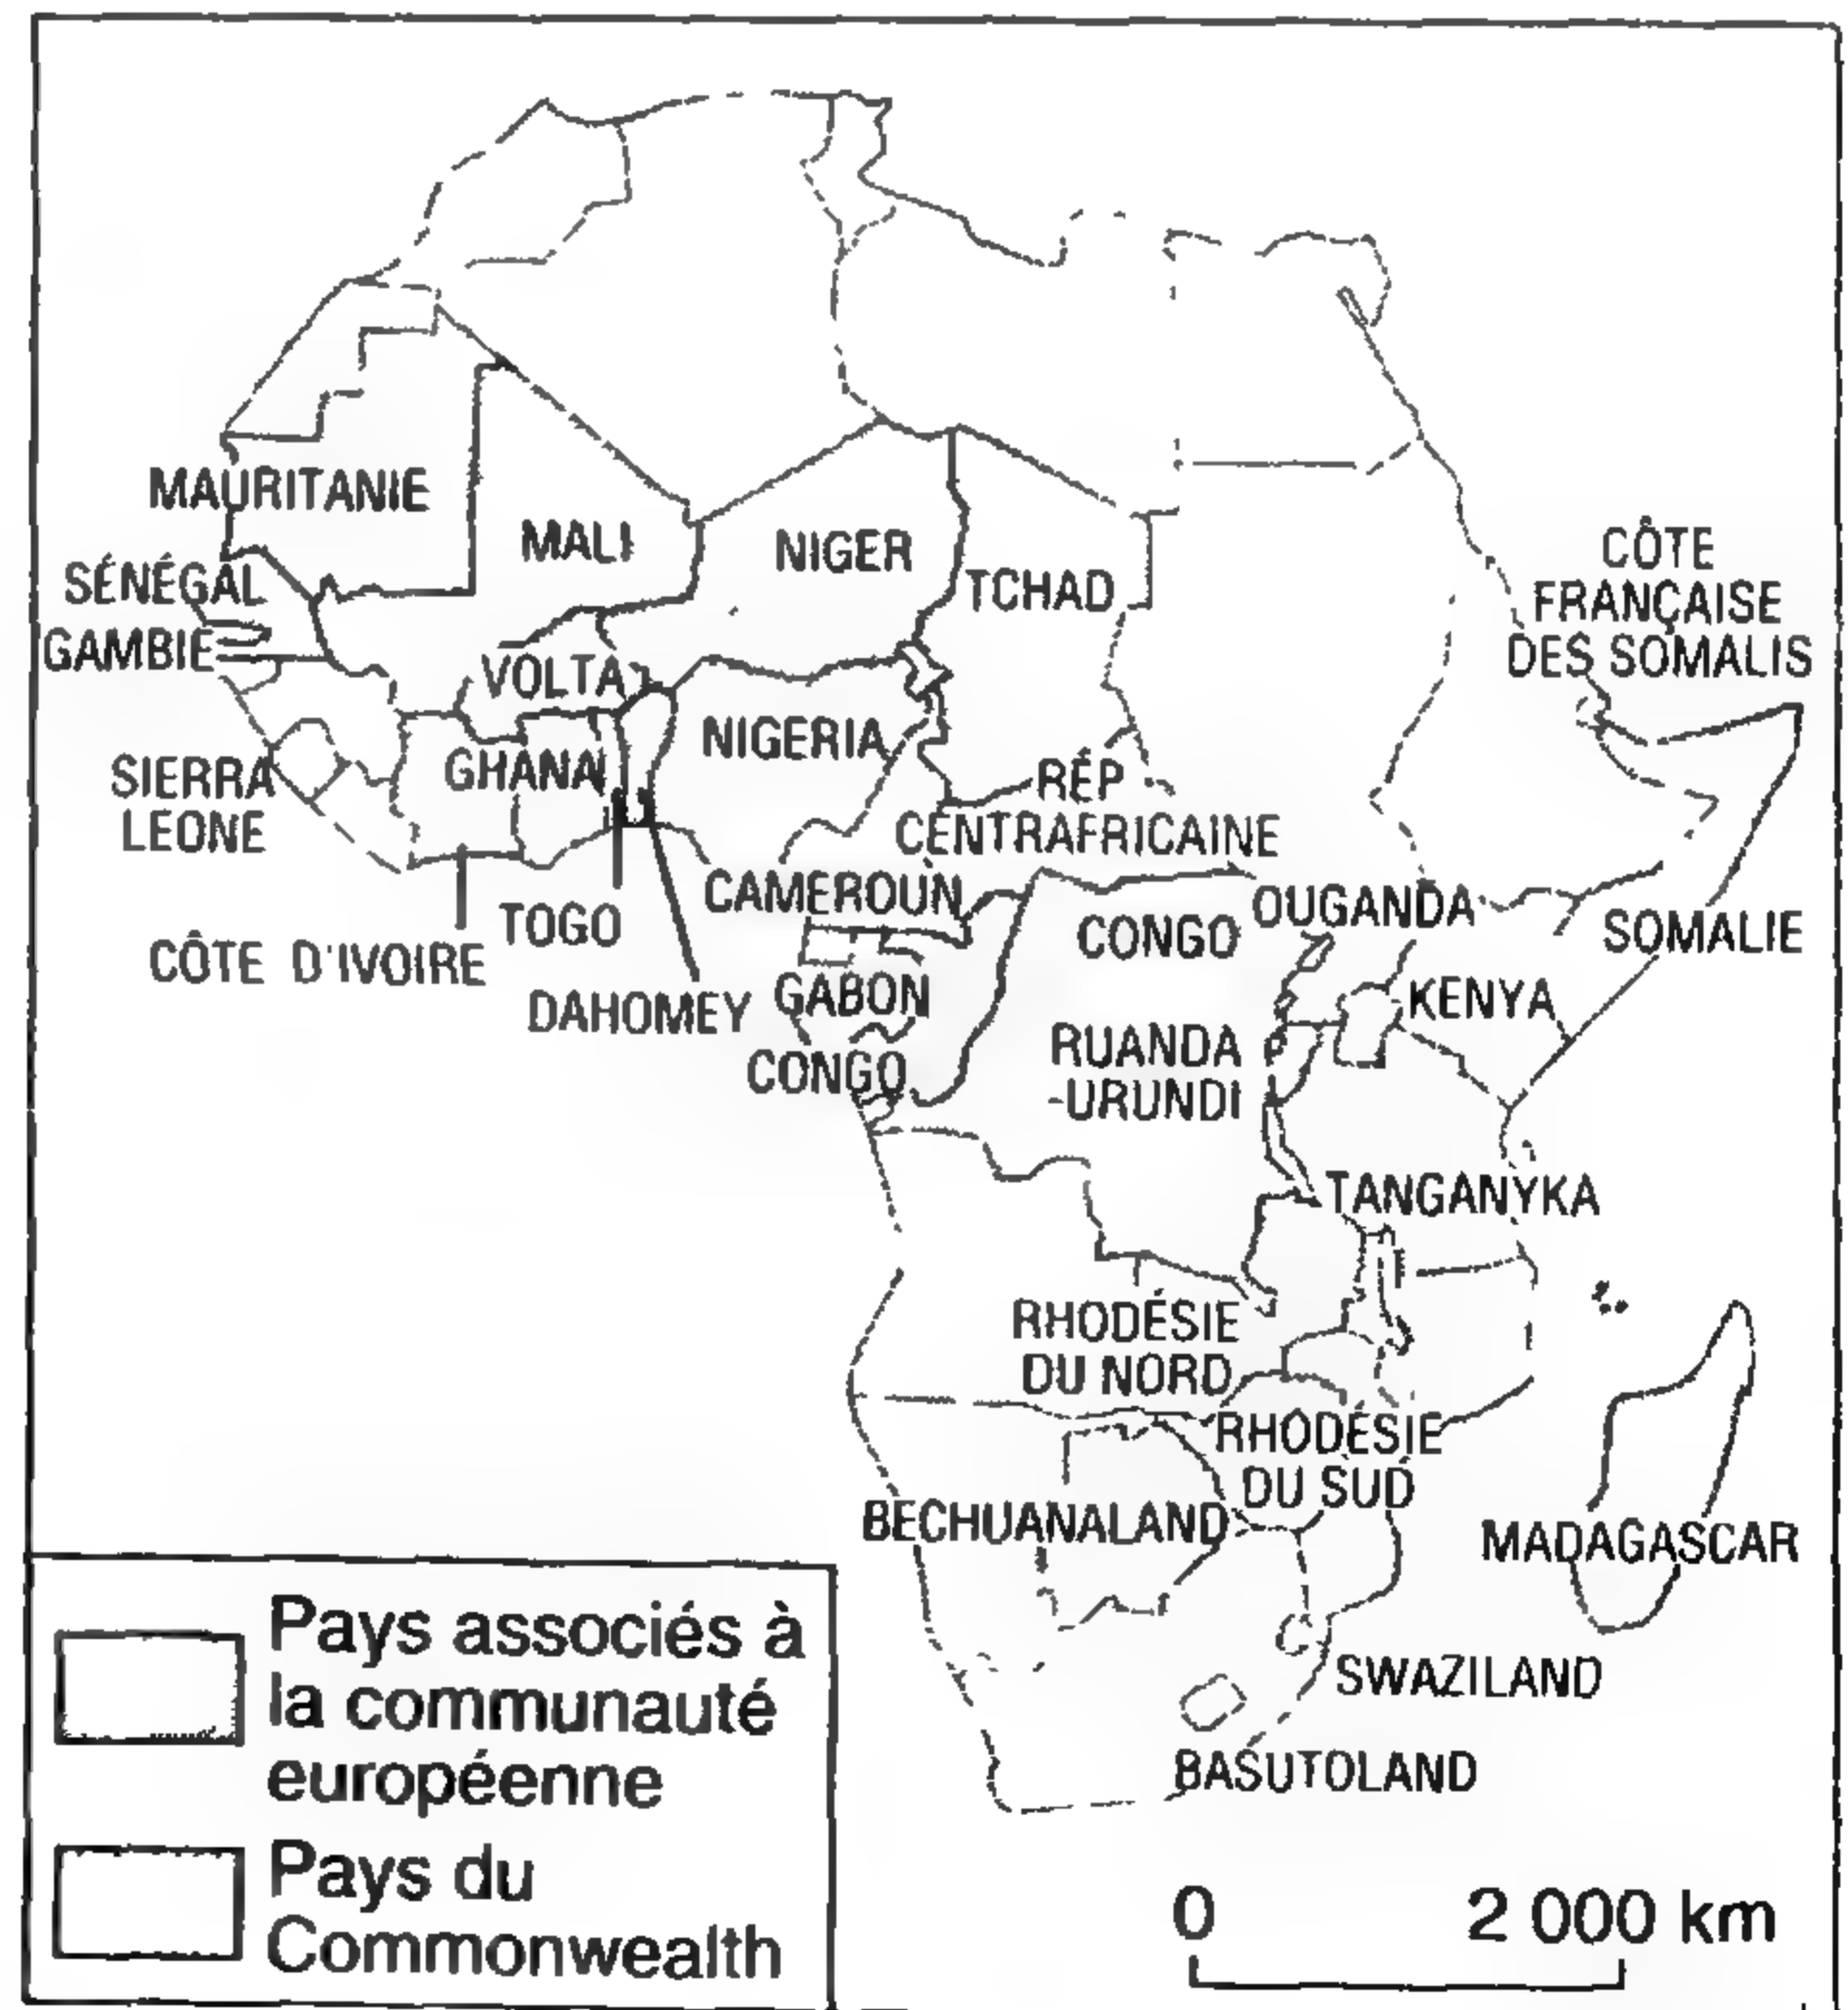 MAURITANIE
MALI
NIGER
TCHAD
CÔTE
FRANÇAISE
DES SOMALIS
SÉNÉGAL
GAMBIE
VOLTA
NIGERIA
GHANA
SIERRA
LEONE
RÉP
CENTRAFRICAINE
CAMEROUN
OUGANDA
CONGO
SOMALIE
TOGO
CÔTE D'IVOIRE
DAHOMEY
GABON
KENYA
CONGO
RUANDA
-URUNDI
TANGANYKA
RHODÉSIE
DU NORD
RHODÉSIE
DU SUD
BECHUANALAND
MADAGASCAR
SWAZILAND
BASUTOLAND
Pays associés à
la communauté
européenne
Pays du
Commonwealth
0 2 000 km